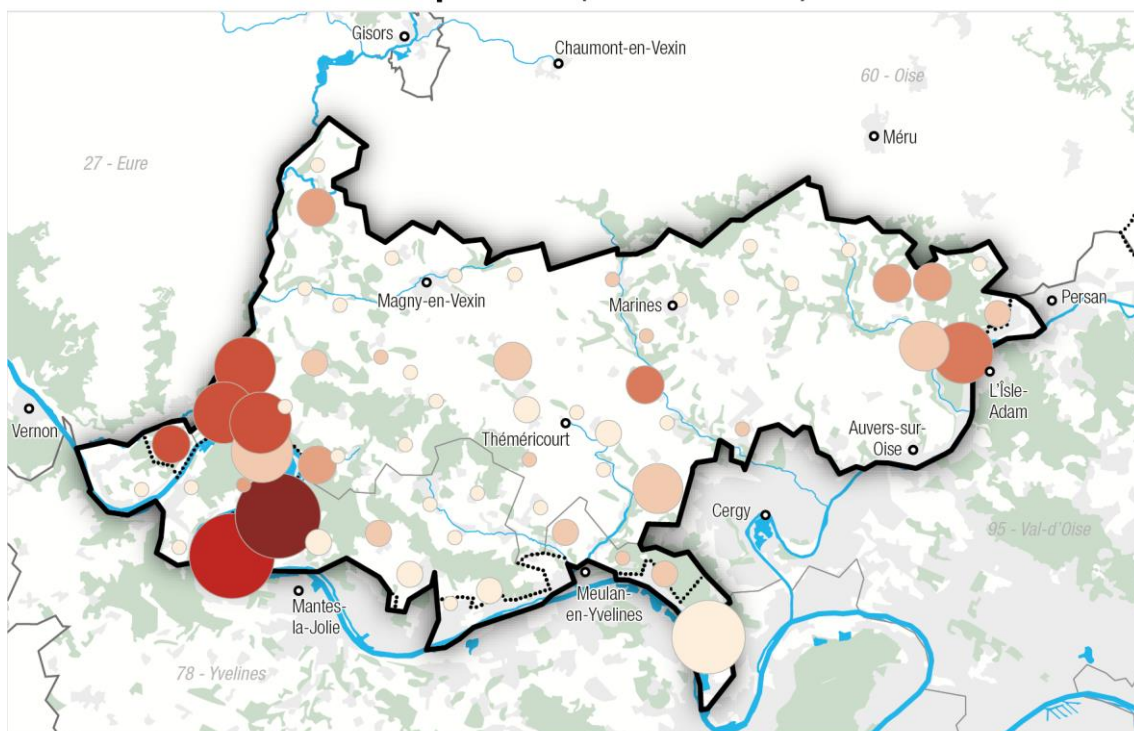 Gisors
Chaumont-en-Vexin
60 - Oise
Méru
27 - Eure
Magny-en-Vexin
Marines
Persan
L'Îsle-
Adam
Vernon
Théméricourt
Auvers-sur-
Oise
Cergy
95 - Val-d'Oise
Mantes-
la-Jolie
Meulan-
en-Yvelines
78 - Yvelines